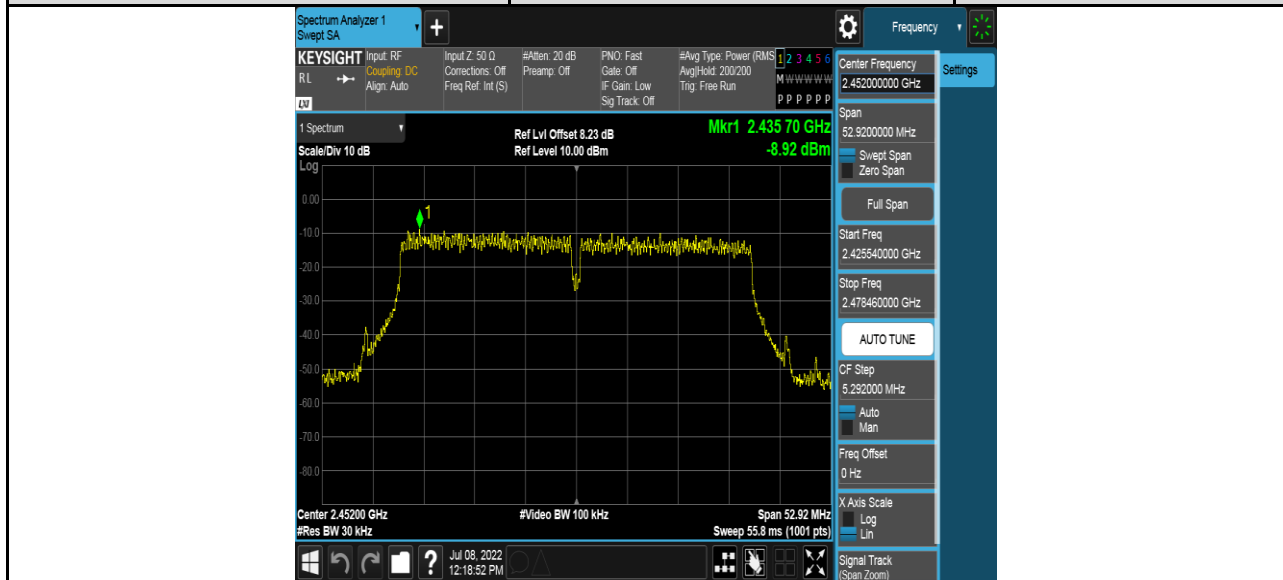 Spectrum Analyzer 1
Swept SA
+
Frequency
KEYSIGHT
RL
LXI
Input: RF
Coupling: DC
Align: Auto
Input Z: 50 Ω
Corrections: Off
Freq Ref: Int (S)
#Atten: 20 dB
Preamp: Off
PNO: Fast
Gate: Off
IF Gain: Low
Sig Track: Off
#Avg Type: Power (RMS
Avg|Hold: 200/200
Trig: Free Run
1 2 3 4 5 6
M W W W W W
P P P P P P
1 Spectrum
Scale/Div 10 dB
Log
Ref Lvl Offset 8.23 dB
Ref Level 10.00 dBm
Mkr1 2.435 70 GHz
-8.92 dBm
1
0.00
-10.0
-20.0
-30.0
-40.0
-50.0
-60.0
-70.0
-80.0
Center 2.45200 GHz
#Res BW 30 kHz
#Video BW 100 kHz
Span 52.92 MHz
Sweep 55.8 ms (1001 pts)
?
Jul 08, 2022
12:18:52 PM
Center Frequency
2.452000000 GHz
Settings
Span
52.9200000 MHz
Swept Span
Zero Span
Full Span
Start Freq
2.425540000 GHz
Stop Freq
2.478460000 GHz
AUTO TUNE
CF Step
5.292000 MHz
Auto
Man
Freq Offset
0 Hz
X Axis Scale
Log
Lin
Signal Track
(Span Zoom)